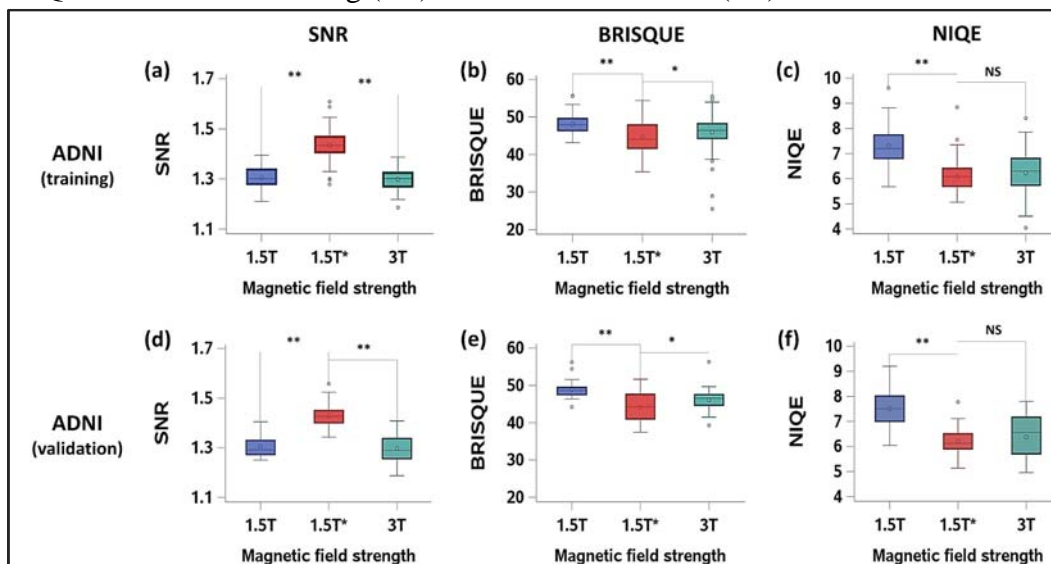 SNR BRISQUE NIQE
(a) ** ** (b) ** * (c) ** NS
ADNI
(training)
SNR
1.7
1.5
1.3
1.1
1.5T 1.5T* 3T
Magnetic field strength
BRISQUE
60
50
40
30
20
1.5T 1.5T* 3T
Magnetic field strength
NIQE
10
9
8
7
6
5
4
1.5T 1.5T* 3T
Magnetic field strength
(d) ** ** (e) ** * (f) ** NS
ADNI
(validation)
SNR
1.7
1.5
1.3
1.1
1.5T 1.5T* 3T
Magnetic field strength
BRISQUE
60
50
40
30
20
1.5T 1.5T* 3T
Magnetic field strength
NIQE
10
9
8
7
6
5
4
1.5T 1.5T* 3T
Magnetic field strength